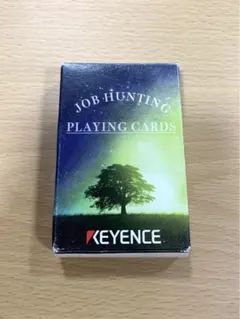 JOB HUNTING
PLAYING CARDS
KEYENCE